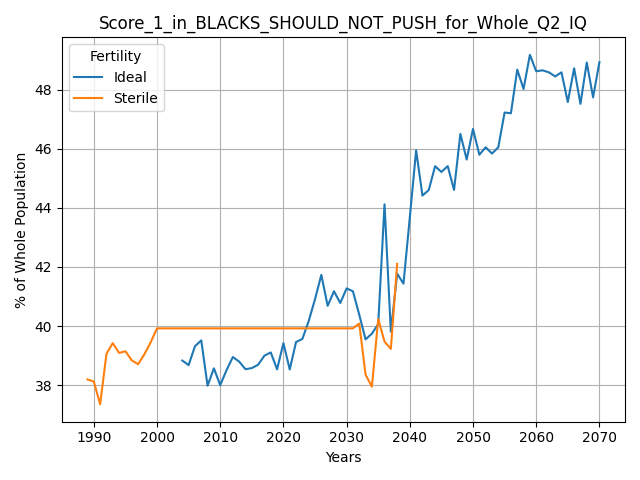 Score_1_in_BLACKS_SHOULD_NOT_PUSH_for_Whole_Q2_IQ
Fertility
Ideal
Sterile
% of Whole Population
48
46
44
42
40
38
1990 2000 2010 2020 2030 2040 2050 2060 2070
Years